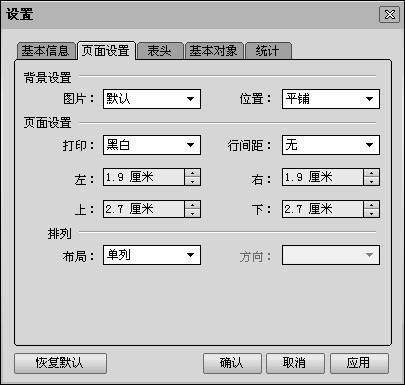 设置
基本信息 页面设置 表头 基本对象 统计
背景设置
图片： 默认 位置： 平铺
页面设置
打印： 黑白 行间距： 无
左： 1.9 厘米 右： 1.9 厘米
上： 2.7 厘米 下： 2.7 厘米
排列
布局： 单列 方向：
恢复默认 确认 取消 应用